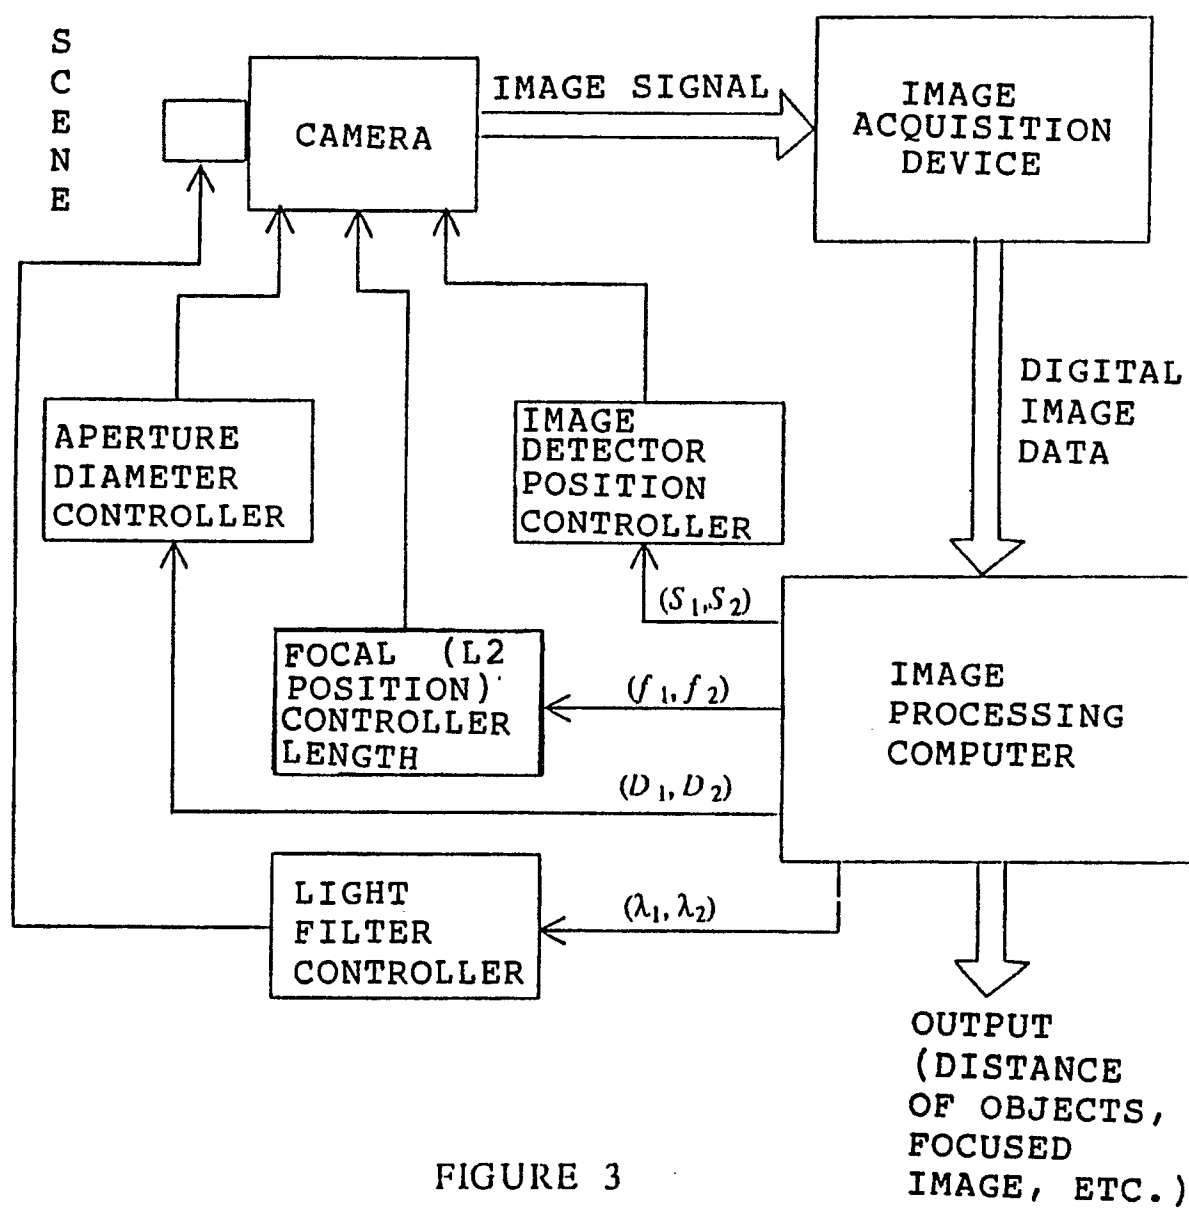 S
C
E
N
E
CAMERA
IMAGE SIGNAL
IMAGE
ACQUISITION
DEVICE
DIGITAL
IMAGE
DATA
APERTURE
DIAMETER
CONTROLLER
IMAGE
DETECTOR
POSITION
CONTROLLER
(S1,S2)
FOCAL (L2
POSITION)
CONTROLLER
LENGTH
(f1,f2)
IMAGE
PROCESSING
COMPUTER
(D1,D2)
LIGHT
FILTER
CONTROLLER
(λ1,λ2)
OUTPUT
(DISTANCE
OF OBJECTS,
FOCUSED
IMAGE, ETC.)
FIGURE 3